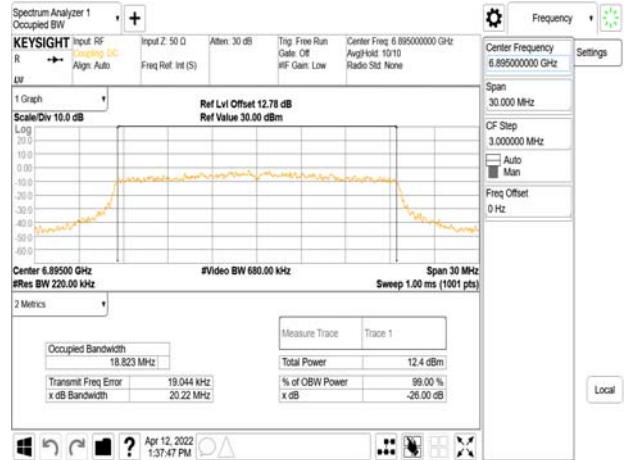 Spectrum Analyzer 1
Occupied BW
Frequency
KEYSIGHT Input: RF Input Z: 50 Ω Atten: 30 dB Trig: Free Run Center Freq: 6.895000000 GHz
R Coupling: DC Gate: Off Avg|Hold: 10/10
Align: Auto Freq Ref: Int (S) #IF Gain: Low Radio Std: None
Center Frequency
6.895000000 GHz
Settings
Span
30.000 MHz
CF Step
3.000000 MHz
Auto
Man
Freq Offset
0 Hz
Local
1 Graph
Ref Lvl Offset 12.78 dB
Scale/Div 10.0 dB Ref Value 30.00 dBm
Log
20.0
10.0
0.00
-10.0
-20.0
-30.0
-40.0
-50.0
-60.0
Center 6.89500 GHz #Video BW 680.00 kHz Span 30 MHz
#Res BW 220.00 kHz Sweep 1.00 ms (1001 pts)
2 Metrics
Measure Trace Trace 1
Occupied Bandwidth
18.823 MHz
Total Power 12.4 dBm
Transmit Freq Error 19.044 kHz % of OBW Power 99.00 %
x dB Bandwidth 20.22 MHz x dB -26.00 dB
? Apr 12, 2022
1:37:47 PM